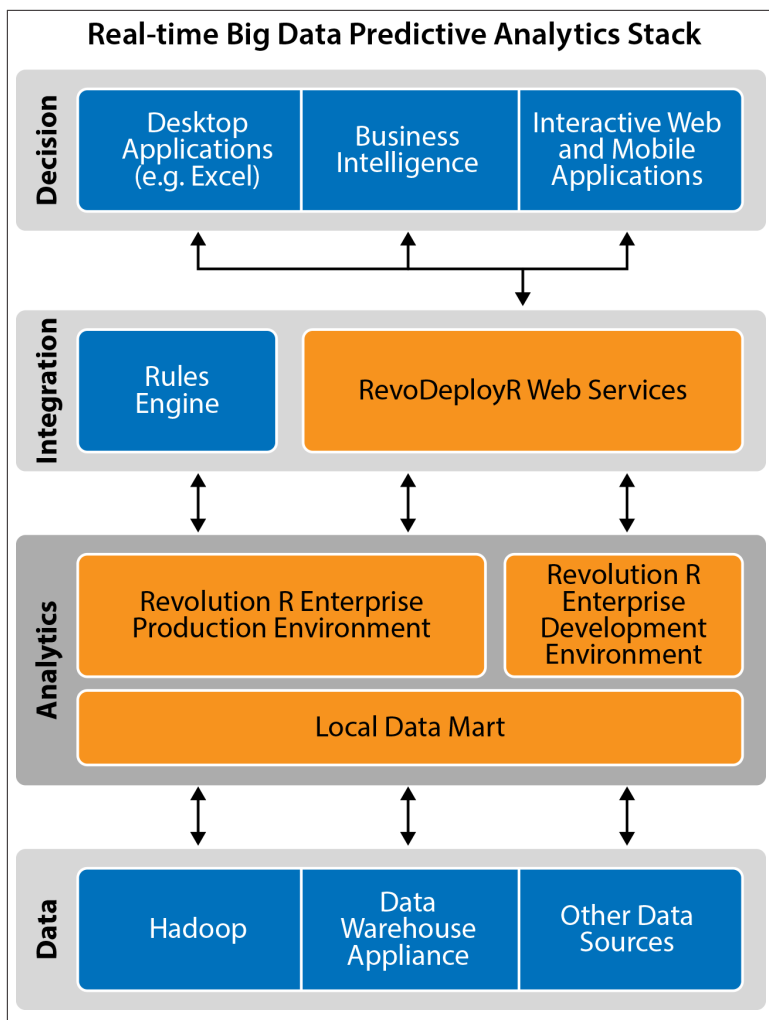 Real-time Big Data Predictive Analytics Stack
Decision
Desktop
Applications
(e.g. Excel)
Business
Intelligence
Interactive Web
and Mobile
Applications
Integration
Rules
Engine
RevoDeployR Web Services
Analytics
Revolution R Enterprise
Production Environment
Revolution R
Enterprise
Development
Environment
Local Data Mart
Data
Hadoop
Data
Warehouse
Appliance
Other Data
Sources